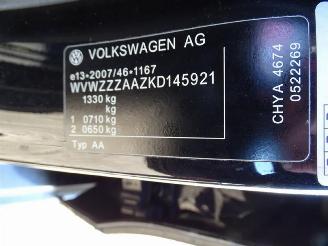 VOLKSWAGEN AG
e13*2007/46*1167
WVWZZZAAZKD145921
1330 kg
kg
1 0710 kg
2 0650 kg
Typ AA
CHYA 4674
0522269